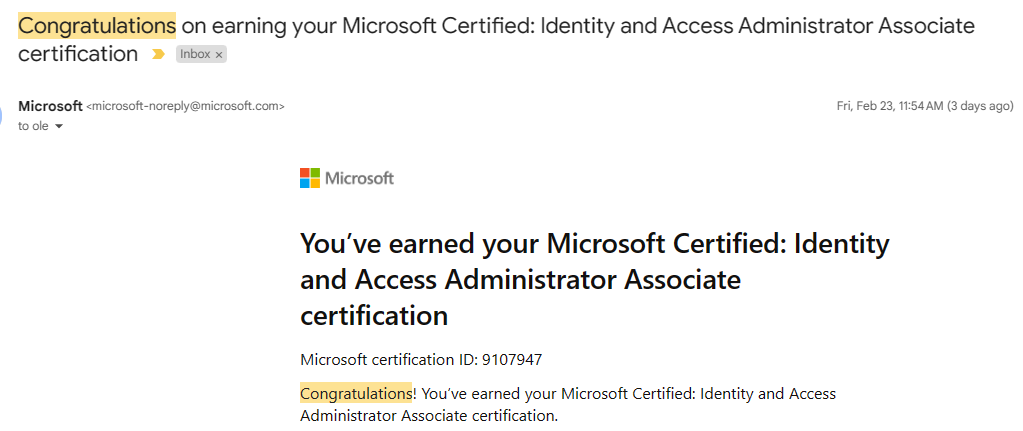 Congratulations on earning your Microsoft Certified: Identity and Access Administrator Associate
certification Inbox ×
Microsoft <microsoft-noreply@microsoft.com> Fri, Feb 23, 11:54 AM (3 days ago)
to ole
Microsoft
You’ve earned your Microsoft Certified: Identity
and Access Administrator Associate
certification
Microsoft certification ID: 9107947
Congratulations! You’ve earned your Microsoft Certified: Identity and Access
Administrator Associate certification.